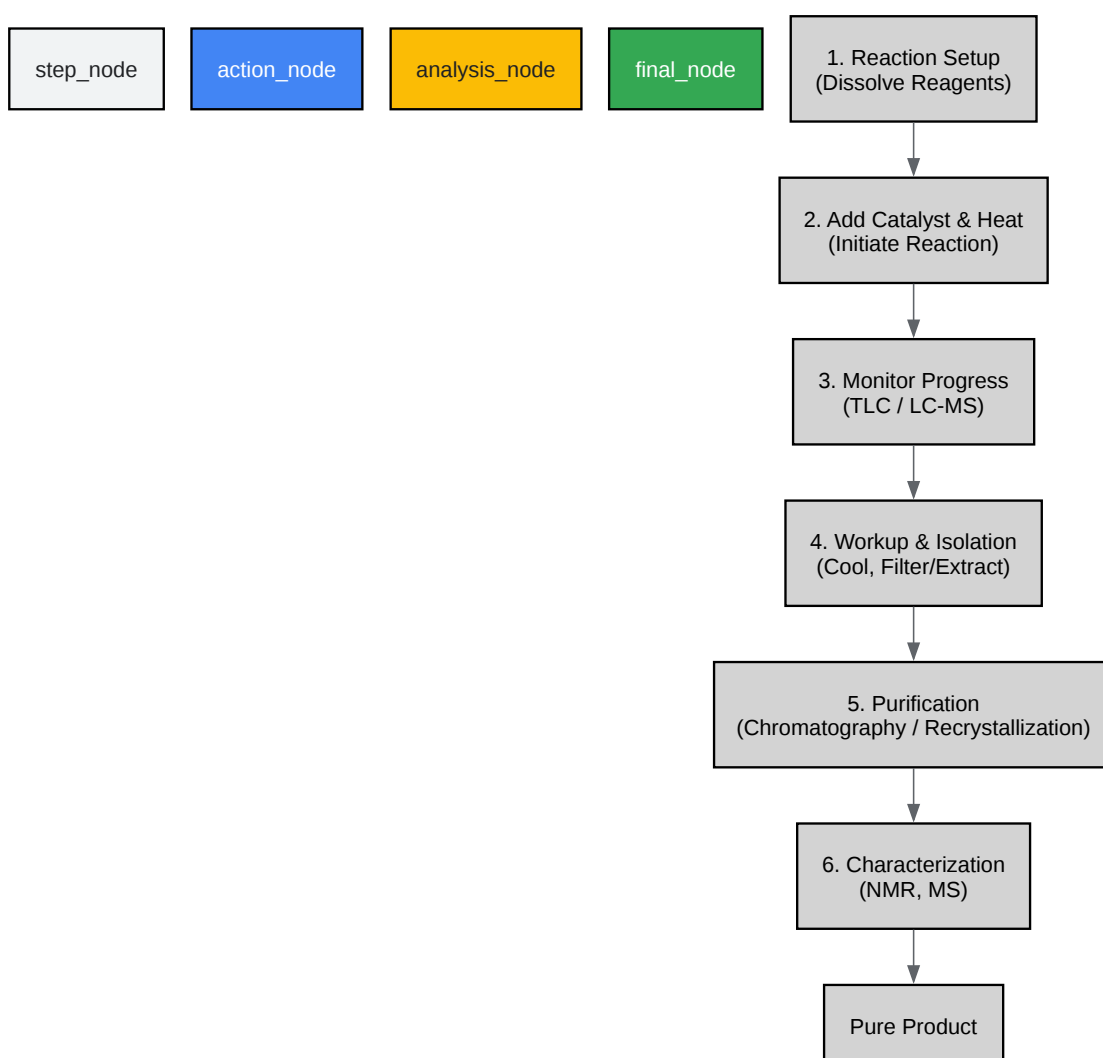 step_node
action_node
analysis_node
final_node
1. Reaction Setup
(Dissolve Reagents)
2. Add Catalyst & Heat
(Initiate Reaction)
3. Monitor Progress
(TLC / LC-MS)
4. Workup & Isolation
(Cool, Filter/Extract)
5. Purification
(Chromatography / Recrystallization)
6. Characterization
(NMR, MS)
Pure Product